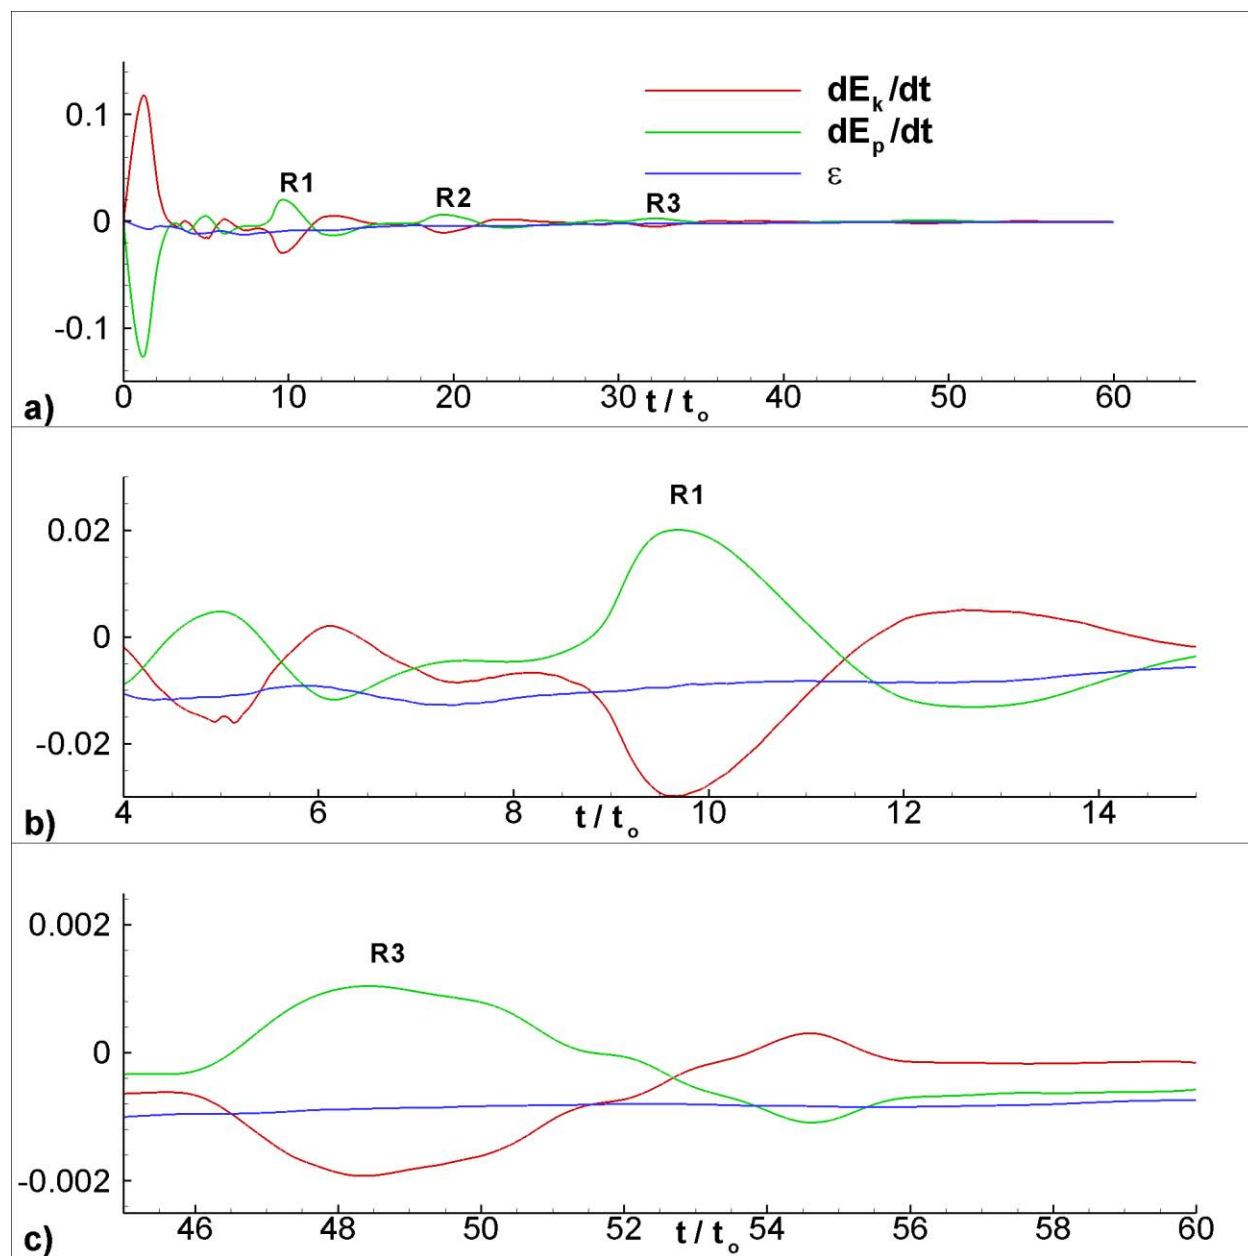 dE_k/dt
dE_p/dt
ε
0.1
0
-0.1
R1
R2
R3
0 10 20 30 40 50 60
t / t_o
a)
R1
0.02
0
-0.02
4 6 8 10 12 14
t / t_o
b)
R3
0.002
0
-0.002
46 48 50 52 54 56 58 60
t / t_o
c)